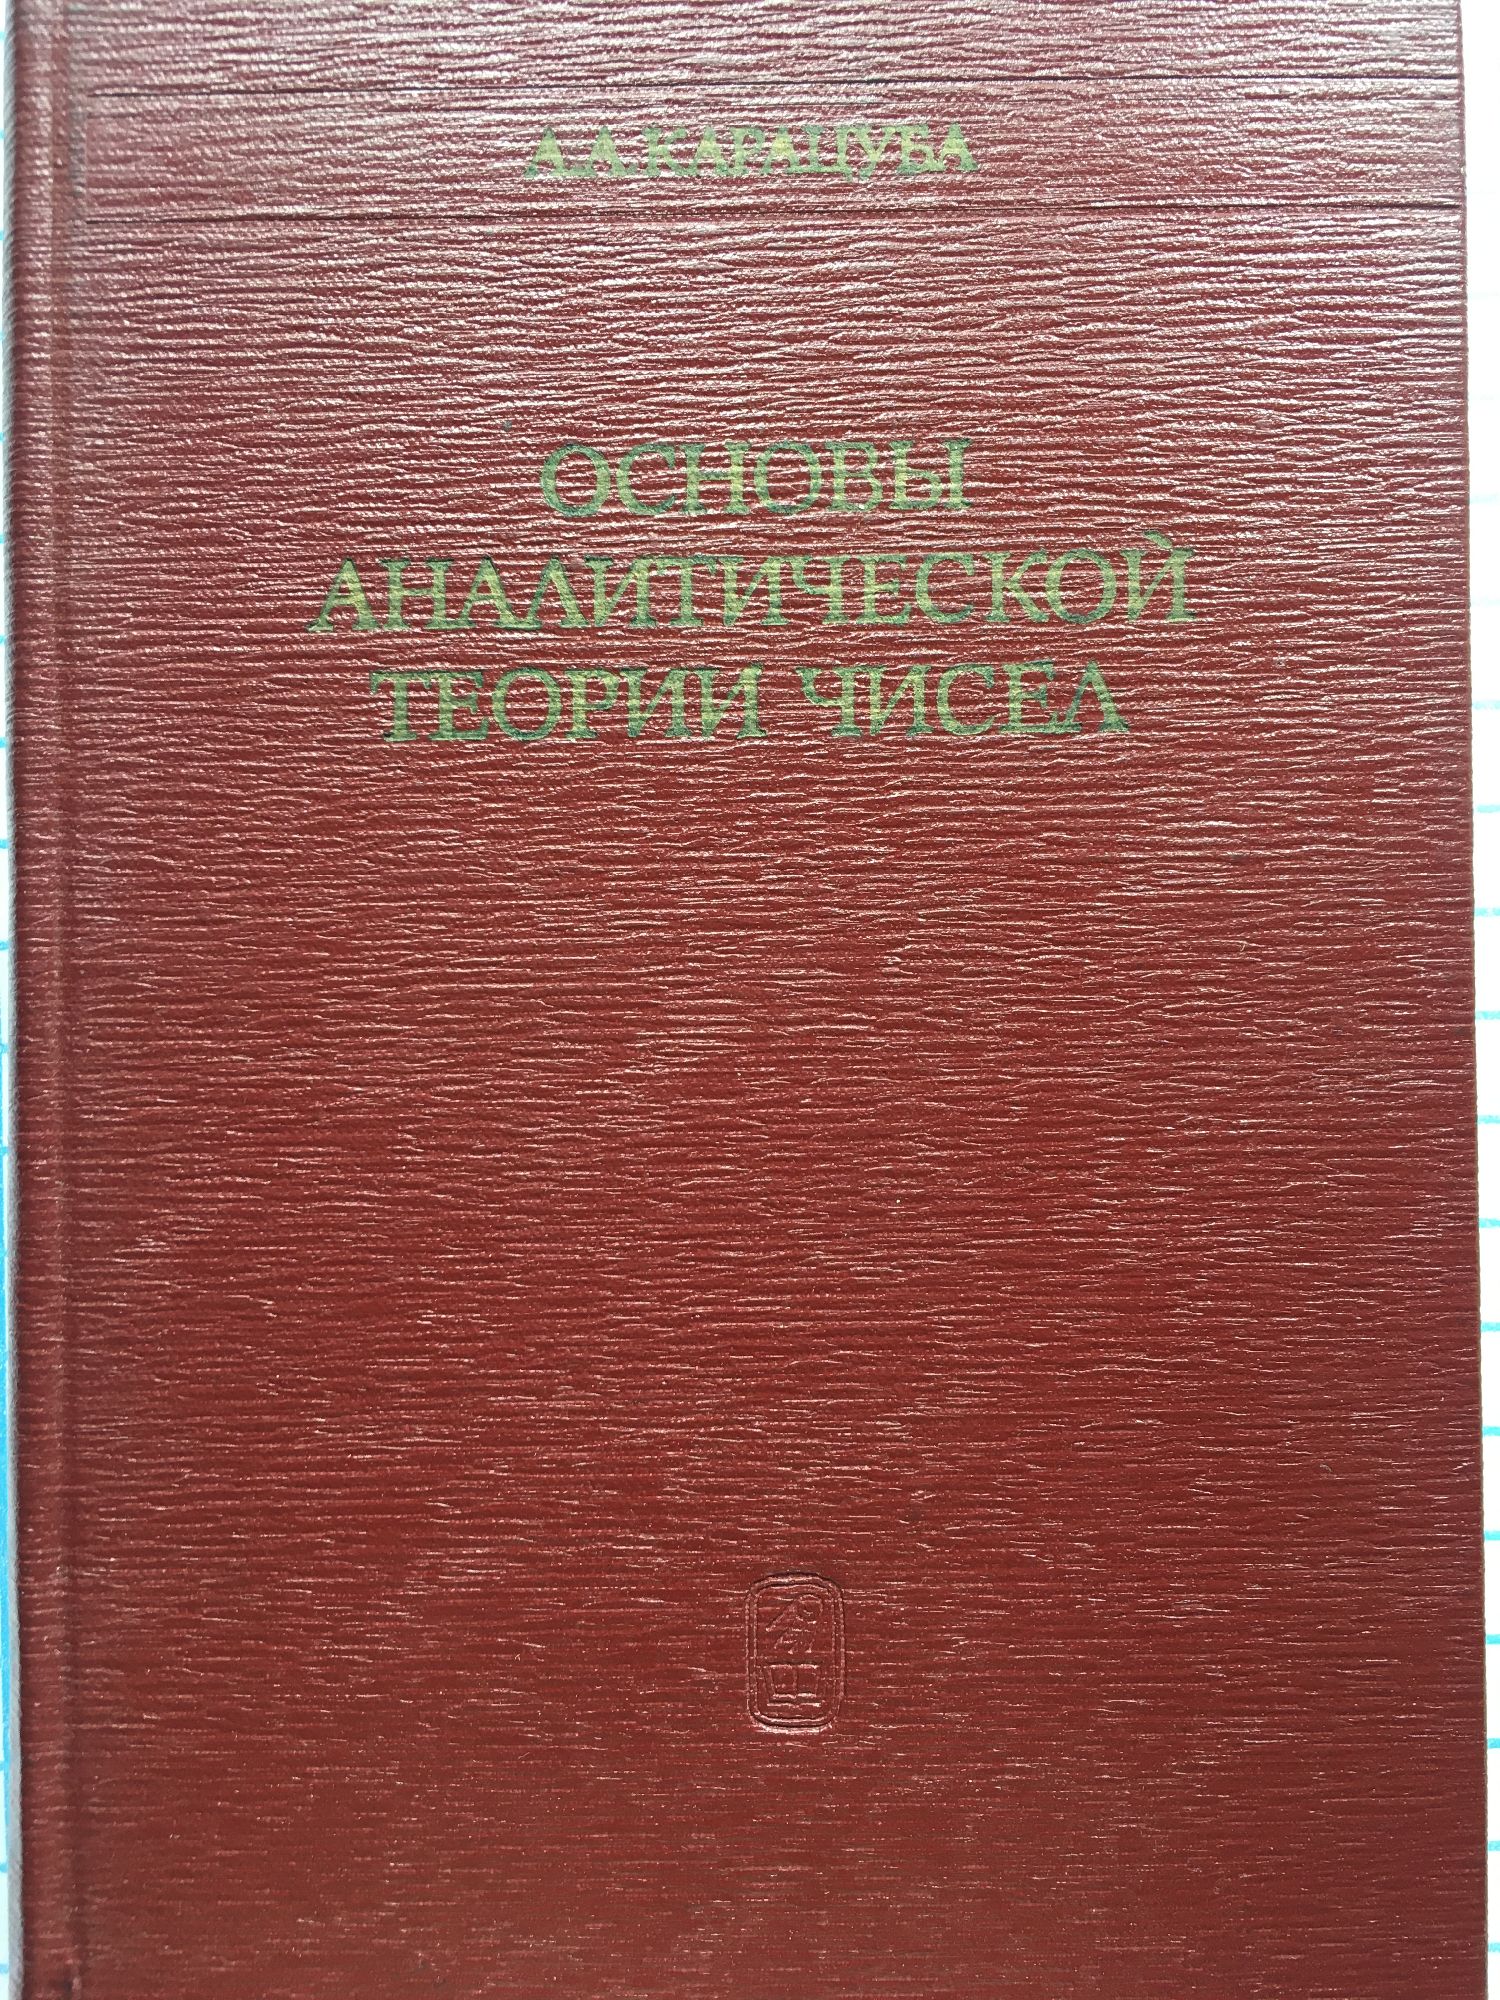 А.А.КАРАЦУБА
ОСНОВЫ
АНАЛИТИЧЕСКОЙ
ТЕОРИИ ЧИСЕЛ